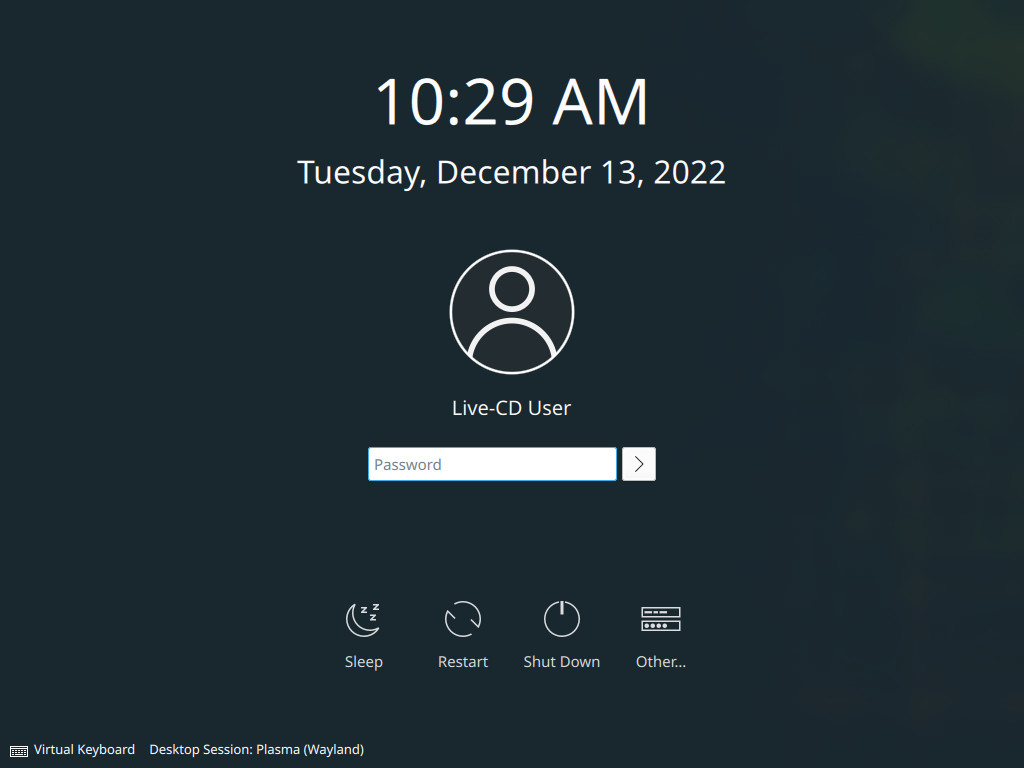 10:29 AM
Tuesday, December 13, 2022
Live-CD User
Password
Sleep Restart Shut Down Other...
Virtual Keyboard Desktop Session: Plasma (Wayland)